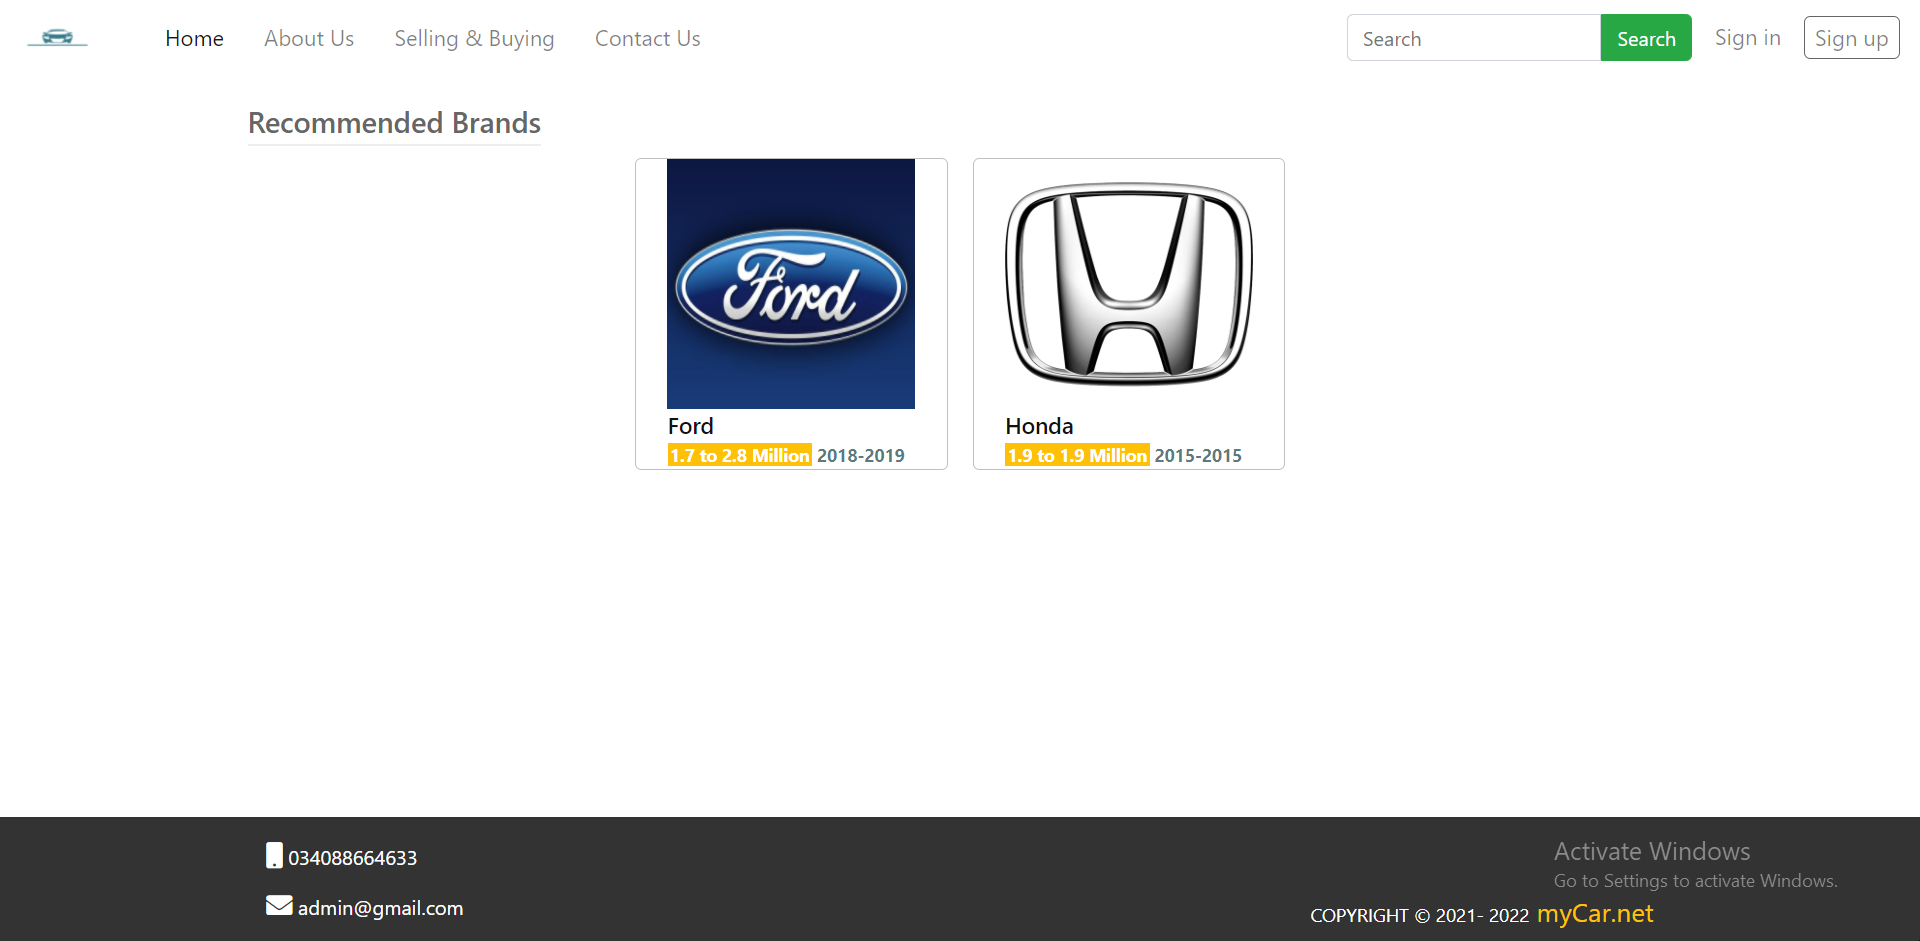 Home About Us Selling & Buying Contact Us Search Search Sign in Sign up
Recommended Brands
Ford
Ford
1.7 to 2.8 Million 2018-2019
Honda
1.9 to 1.9 Million 2015-2015
034088664633
admin@gmail.com
Activate Windows
Go to Settings to activate Windows.
COPYRIGHT © 2021- 2022 myCar.net